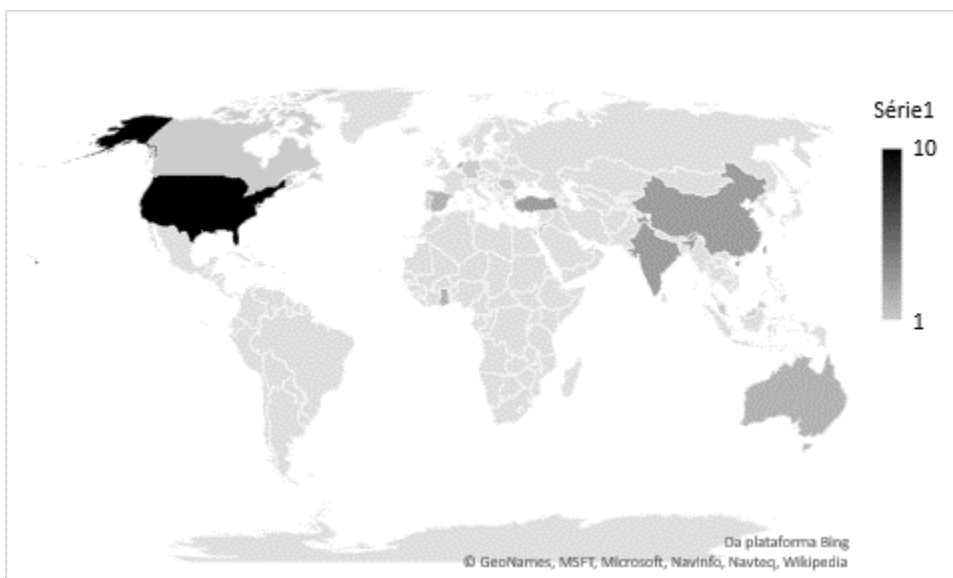 Série1
10
1
Da plataforma Bing
© GeoNames, MSFT, Microsoft, NavInfo, Navteq, Wikipedia